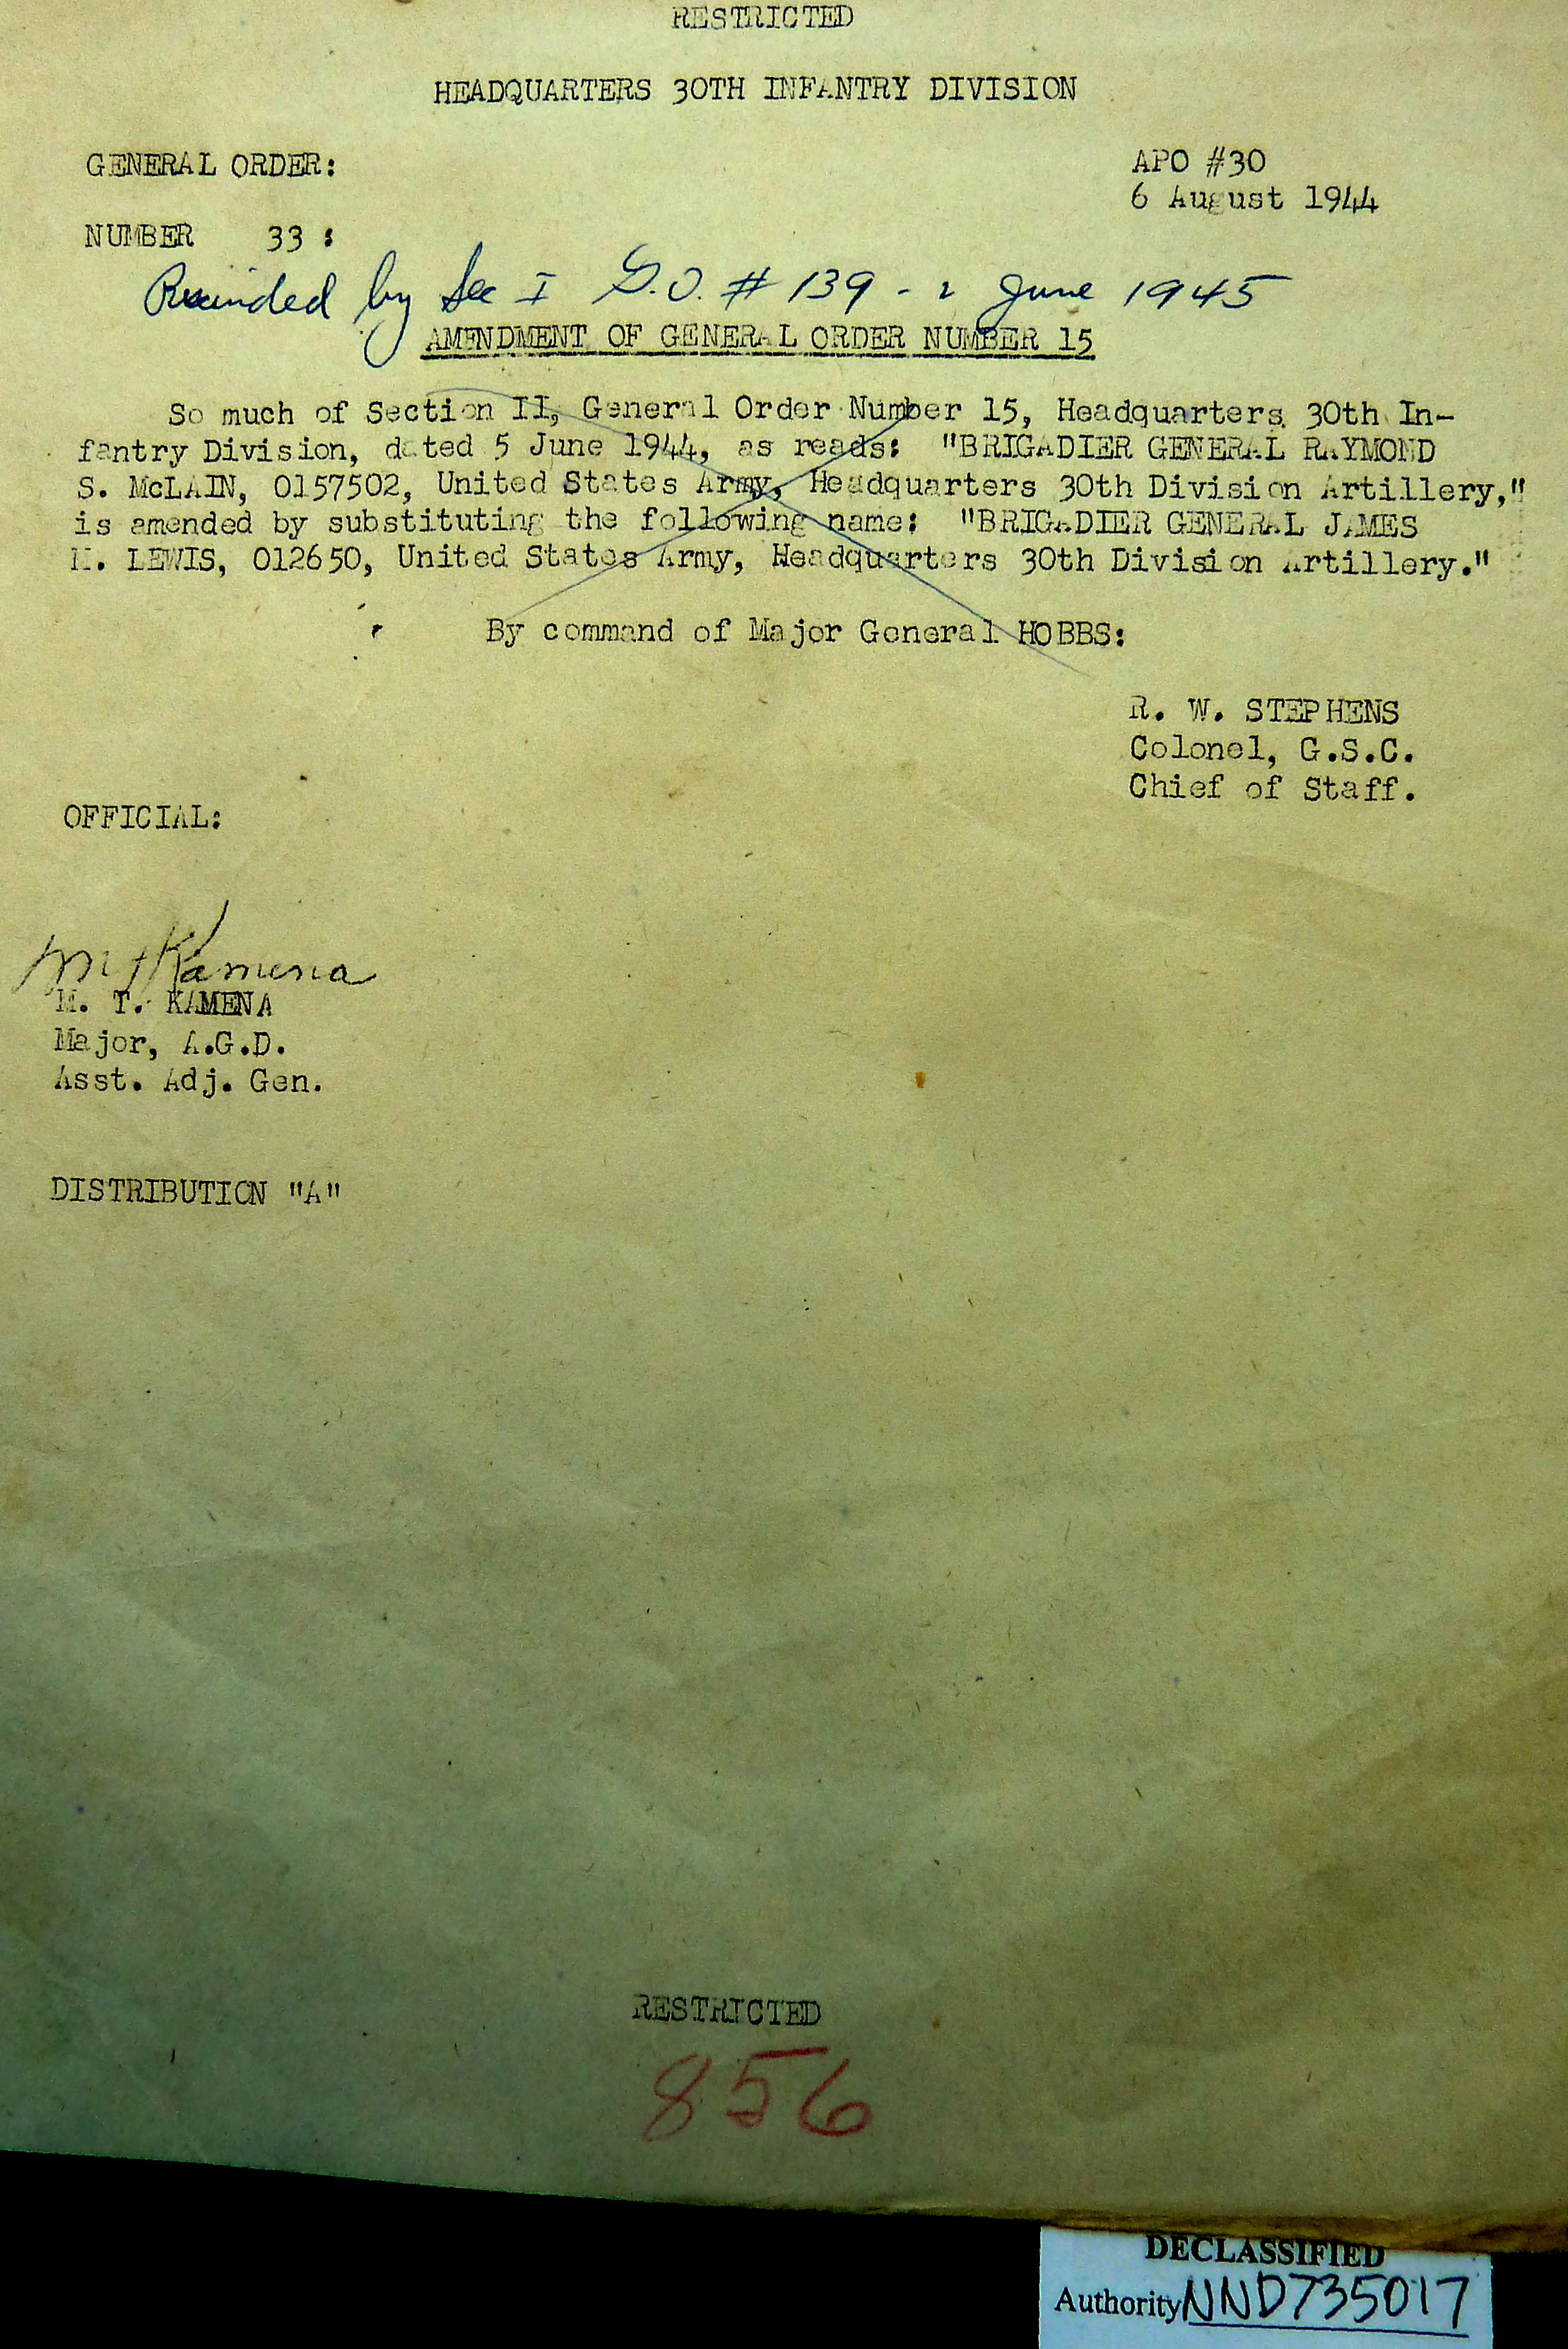 RESTRICTED
HEADQUARTERS 30TH INFANTRY DIVISION
GENERAL ORDER:
APO #30
6 August 1944
NUMBER 33 :
Rescinded by Sec I G.O. # 139 - 2 June 1945
AMENDMENT OF GENERAL ORDER NUMBER 15
So much of Section II, General Order Number 15, Headquarters 30th In-
fantry Division, dated 5 June 1944, as reads: "BRIGADIER GENERAL RAYMOND
S. McLAIN, O157502, United States Army, Headquarters 30th Division Artillery,"
is amended by substituting the following name: "BRIGADIER GENERAL JAMES
M. LEWIS, O12650, United States Army, Headquarters 30th Division Artillery."
By command of Major General HOBBS:
R. W. STEPHENS
Colonel, G.S.C.
Chief of Staff.
OFFICIAL:
M T Kamena
M. T. KAMENA
Major, A.G.D.
Asst. Adj. Gen.
DISTRIBUTION "A"
RESTRICTED
856
DECLASSIFIED
Authority NND735017